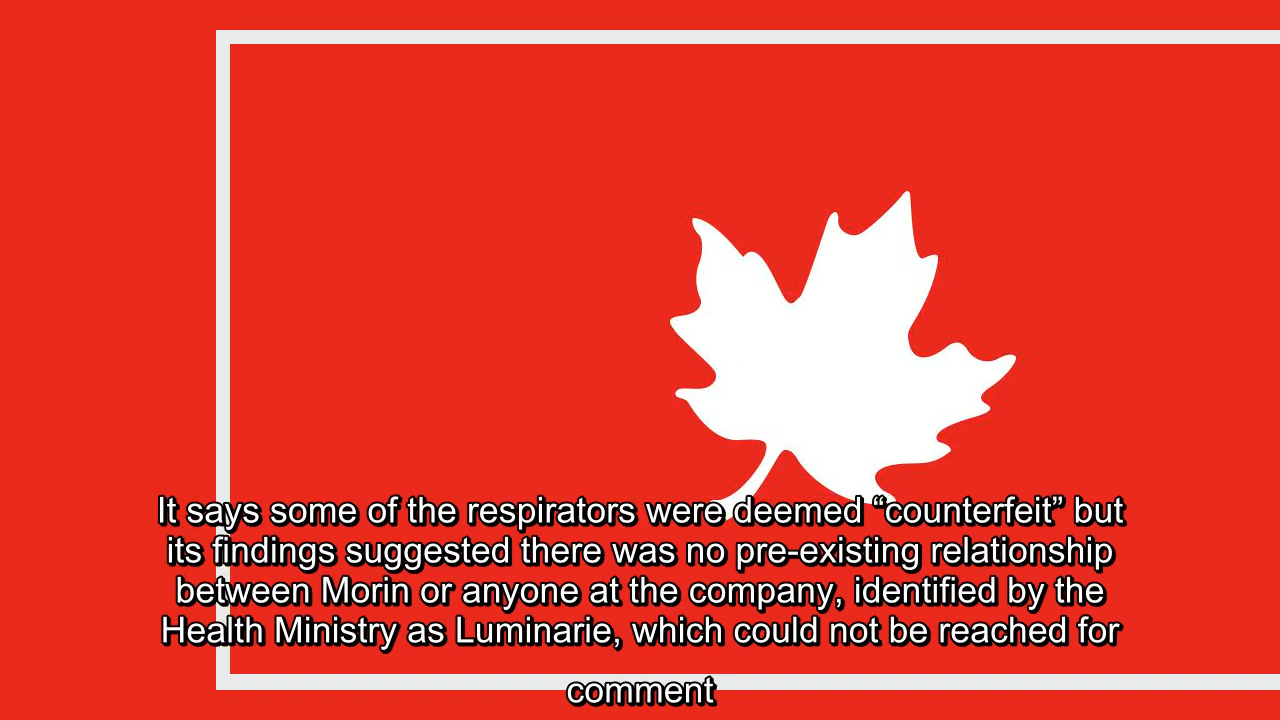 It says some of the respirators were deemed “counterfeit” but
its findings suggested there was no pre-existing relationship
between Morin or anyone at the company, identified by the
Health Ministry as Luminarie, which could not be reached for
comment